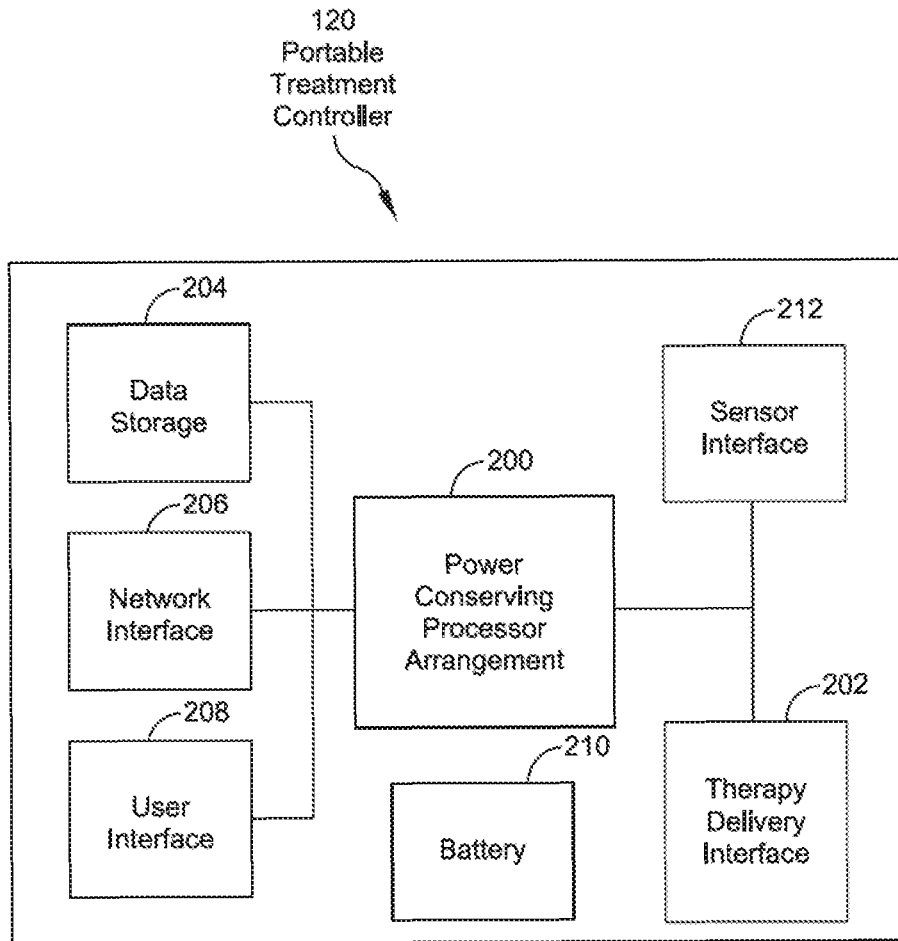 120
Portable
Treatment
Controller
204
Data
Storage
212
Sensor
Interface
200
Power
Conserving
Processor
Arrangement
206
Network
Interface
208
User
Interface
210
Battery
202
Therapy
Delivery
Interface